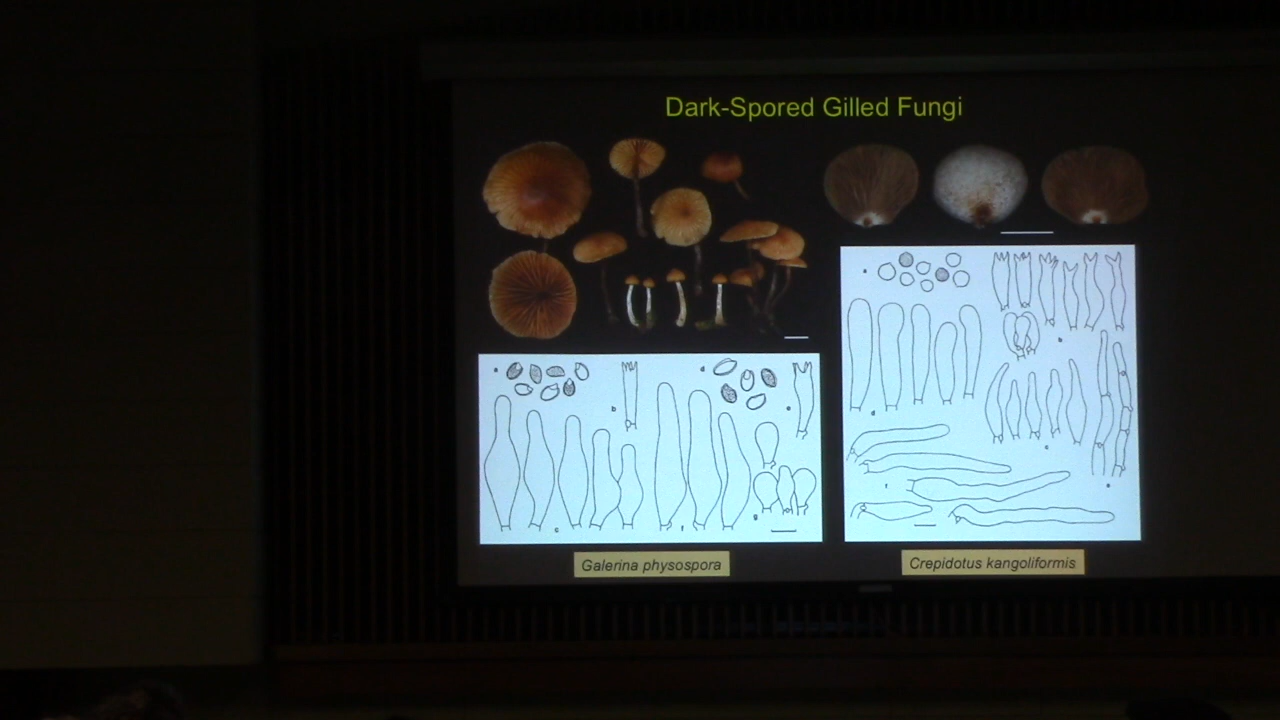 Dark-Spored Gilled Fungi
Galerina physospora
Crepidotus kangoliformis